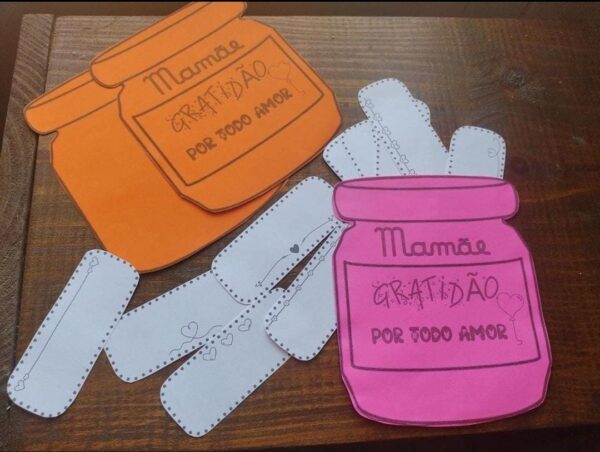 Mamãe
GRATIDÃO
POR TODO AMOR
Mamãe
GRATIDÃO
POR TODO AMOR